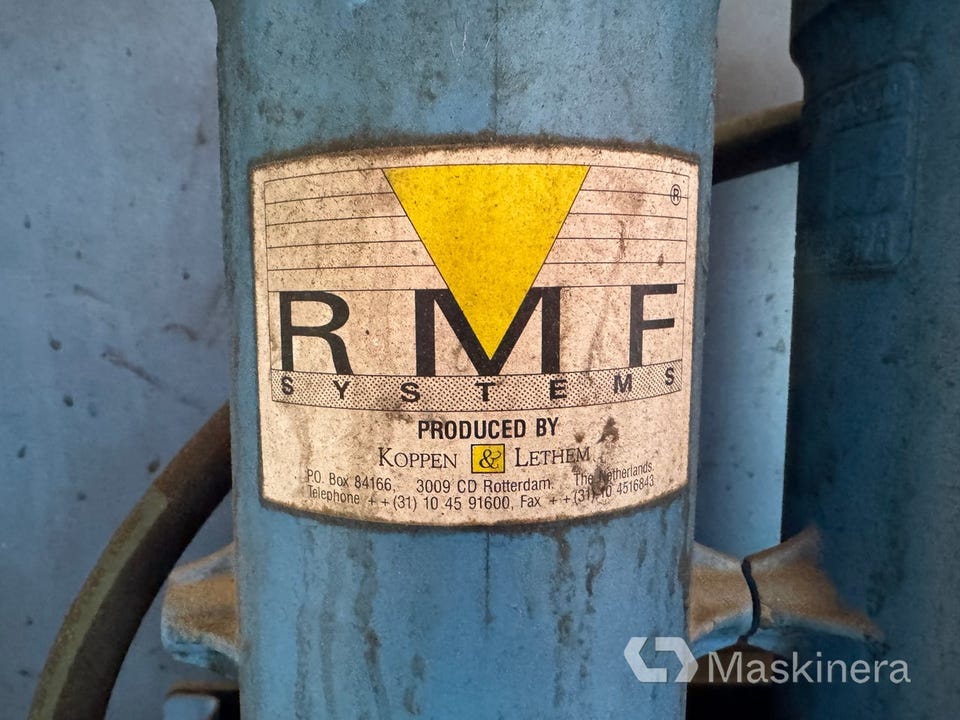 ®
RMF
SYSTEMS
PRODUCED BY
KOPPEN & LETHEM
P.O. Box 84166, 3009 CD Rotterdam, The Netherlands.
Telephone ++(31) 10 45 91600, Fax ++(31)-10 4516843
Maskinera